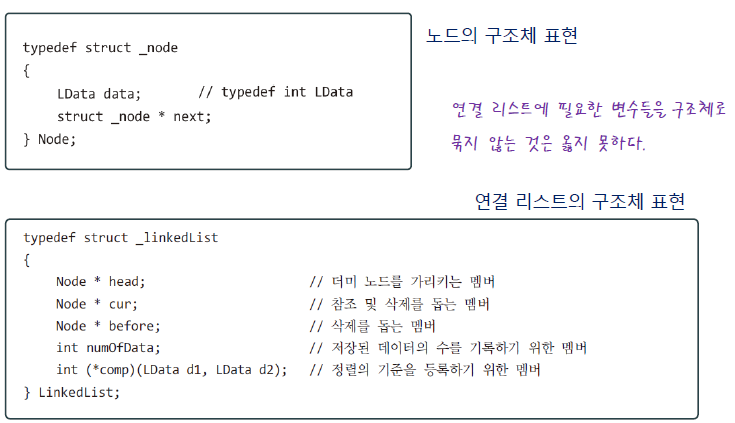 typedef struct _node
{
LData data; // typedef int LData
struct _node * next;
} Node;
노드의 구조체 표현
연결 리스트에 필요한 변수들을 구조체로
묶지 않는 것은 옳지 못하다.
연결 리스트의 구조체 표현
typedef struct _linkedList
{
Node * head; // 더미 노드를 가리키는 멤버
Node * cur; // 참조 및 삭제를 돕는 멤버
Node * before; // 삭제를 돕는 멤버
int numOfData; // 저장된 데이터의 수를 기록하기 위한 멤버
int (*comp)(LData d1, LData d2); // 정렬의 기준을 등록하기 위한 멤버
} LinkedList;